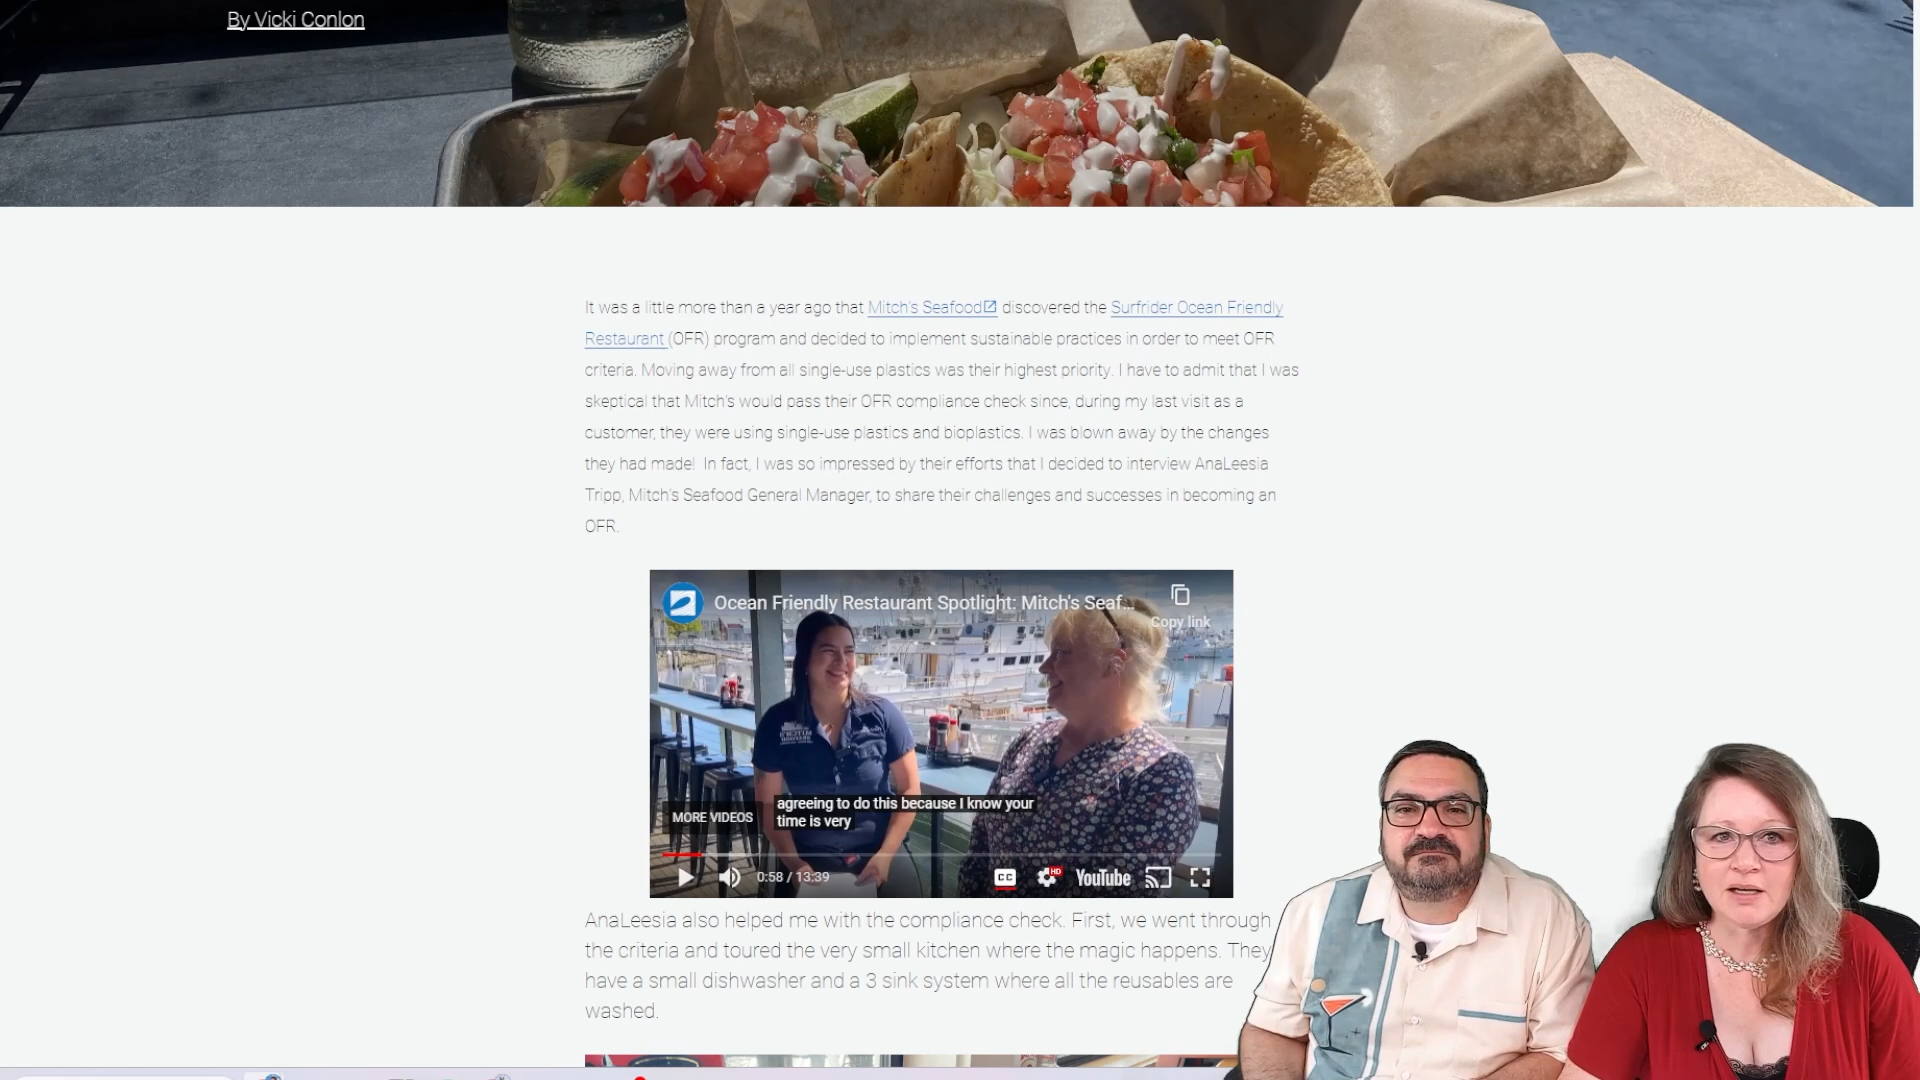 By Vicki Conlon
It was a little more than a year ago that Mitch's Seafood discovered the Surfrider Ocean Friendly
Restaurant (OFR) program and decided to implement sustainable practices in order to meet OFR
criteria. Moving away from all single-use plastics was their highest priority. I have to admit that I was
skeptical that Mitch's would pass their OFR compliance check since, during my last visit as a
customer, they were using single-use plastics and bioplastics. I was blown away by the changes
they had made! In fact, I was so impressed by their efforts that I decided to interview AnaLeesia
Tripp, Mitch's Seafood General Manager, to share their challenges and successes in becoming an
OFR.
Ocean Friendly Restaurant Spotlight: Mitch's Seaf...
Copy link
agreeing to do this because I know your
time is very
MORE VIDEOS
0:58 / 13:39
CC
HD
YouTube
AnaLeesia also helped me with the compliance check. First, we went through
the criteria and toured the very small kitchen where the magic happens. They
have a small dishwasher and a 3 sink system where all the reusables are
washed.